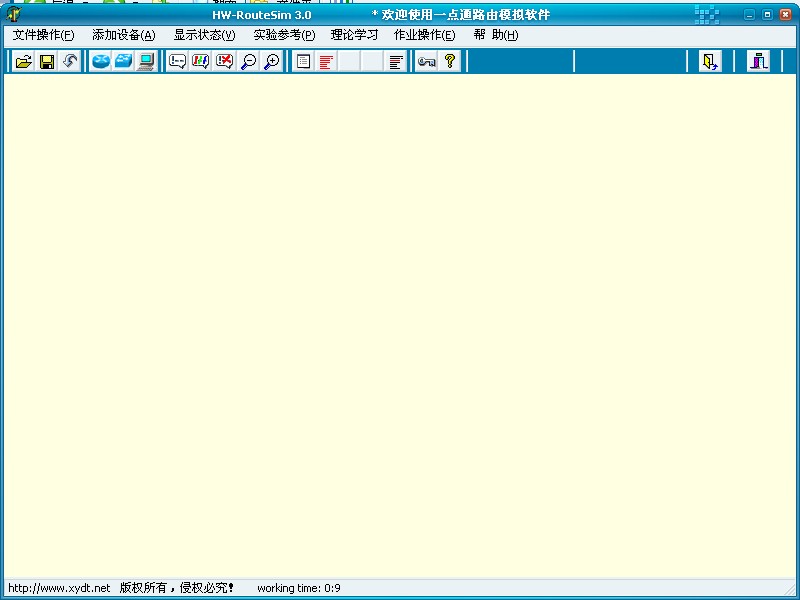 HW-RouteSim 3.0 * 欢迎使用一点通路由模拟软件
文件操作(F) 添加设备(A) 显示状态(V) 实验参考(P) 理论学习 作业操作(E) 帮 助(H)
http://www.xydt.net 版权所有，侵权必究! working time: 0:9